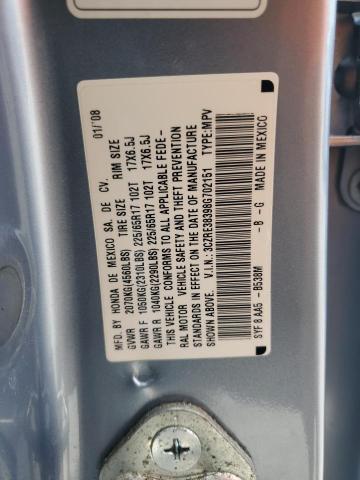 MFD. BY HONDA DE MEXICO SA. DE CV. 01/'08
TIRE SIZE RIM SIZE
GVWR 2070KG(4560LBS)
GAWR F 1050KG(2310LBS) 225/65R17 102T 17X6.5J
GAWR R 1040KG(2290LBS) 225/65R17 102T 17X6.5J
THIS VEHICLE CONFORMS TO ALL APPLICABLE FEDE-
RAL MOTOR VEHICLE SAFETY AND THEFT PREVENTION
STANDARDS IN EFFECT ON THE DATE OF MANUFACTURE
SHOWN ABOVE. V.I.N.: 3CZRE38398G702151 TYPE:MPV
SYF 8 AA5 - B538M - B - G MADE IN MEXICO